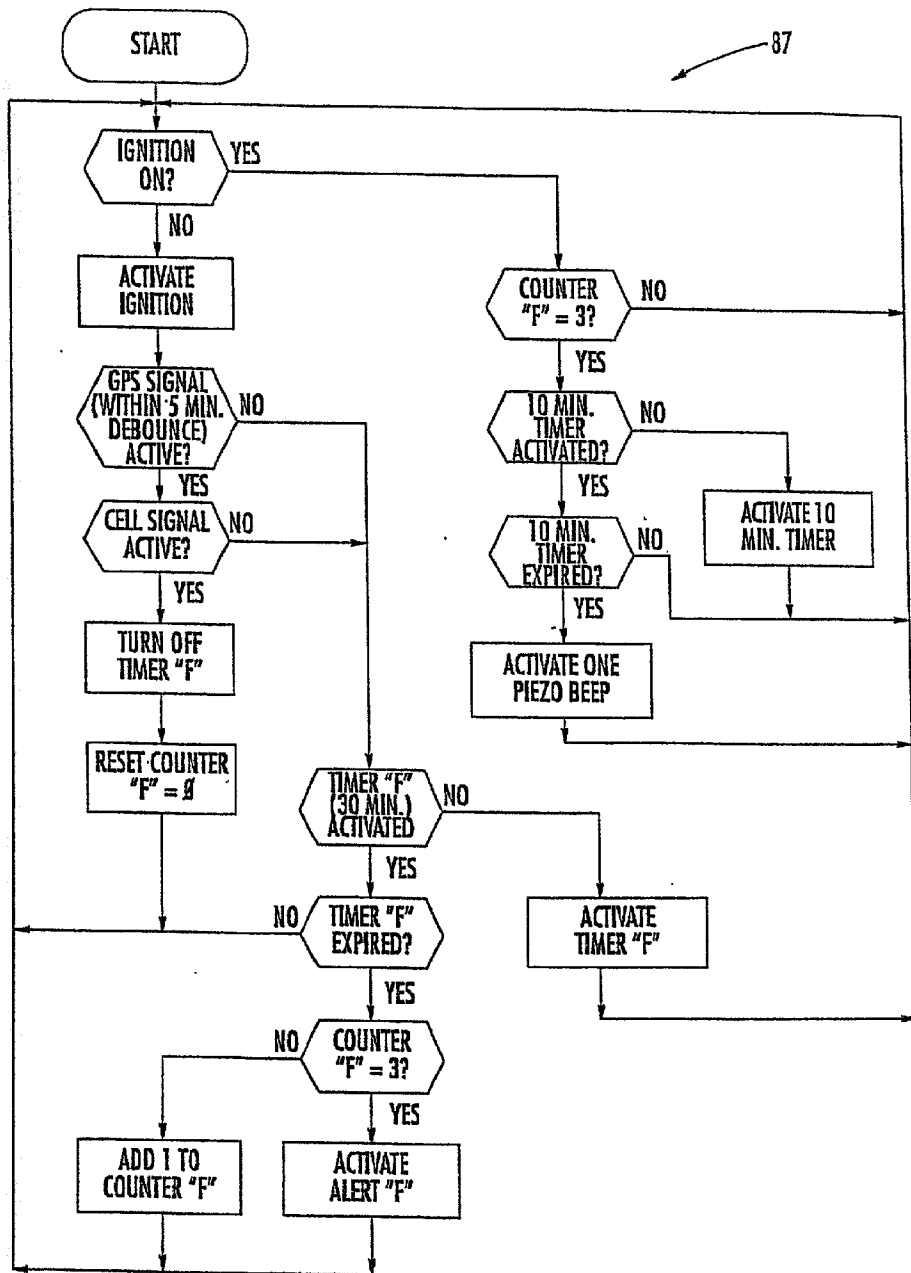 START
87
IGNITION
ON?
YES
NO
ACTIVATE
IGNITION
COUNTER
"F" = 3?
NO
YES
GPS SIGNAL
(WITHIN 5 MIN.
DEBOUNCE)
ACTIVE?
NO
YES
10 MIN.
TIMER
ACTIVATED?
NO
YES
ACTIVATE 10
MIN. TIMER
CELL SIGNAL
ACTIVE?
NO
YES
10 MIN.
TIMER
EXPIRED?
NO
YES
TURN OFF
TIMER "F"
ACTIVATE ONE
PIEZO BEEP
RESET COUNTER
"F" = 0
TIMER "F"
(30 MIN.)
ACTIVATED
NO
YES
TIMER "F"
EXPIRED?
NO
YES
ACTIVATE
TIMER "F"
COUNTER
"F" = 3?
NO
YES
ADD 1 TO
COUNTER "F"
ACTIVATE
ALERT "F"